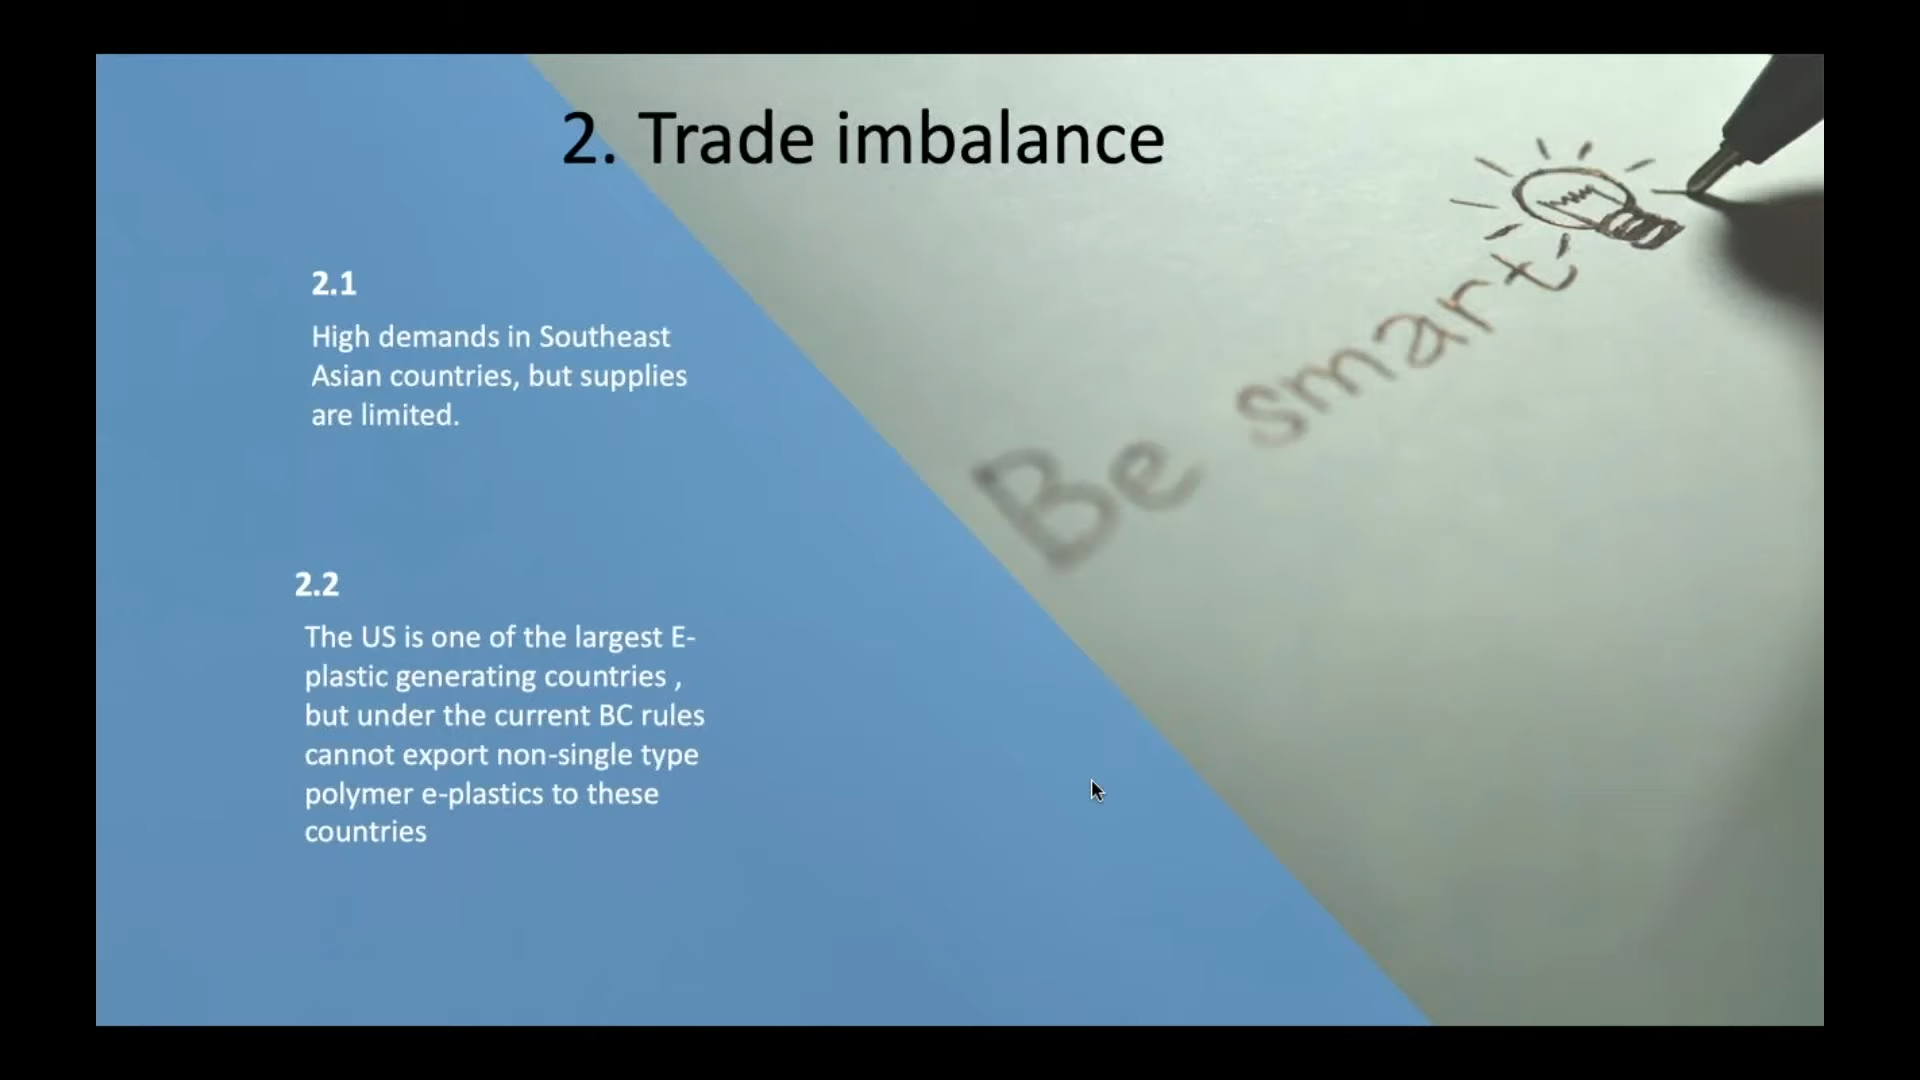 2. Trade imbalance
2.1
High demands in Southeast
Asian countries, but supplies
are limited.
2.2
The US is one of the largest E-
plastic generating countries ,
but under the current BC rules
cannot export non-single type
polymer e-plastics to these
countries
Be smart